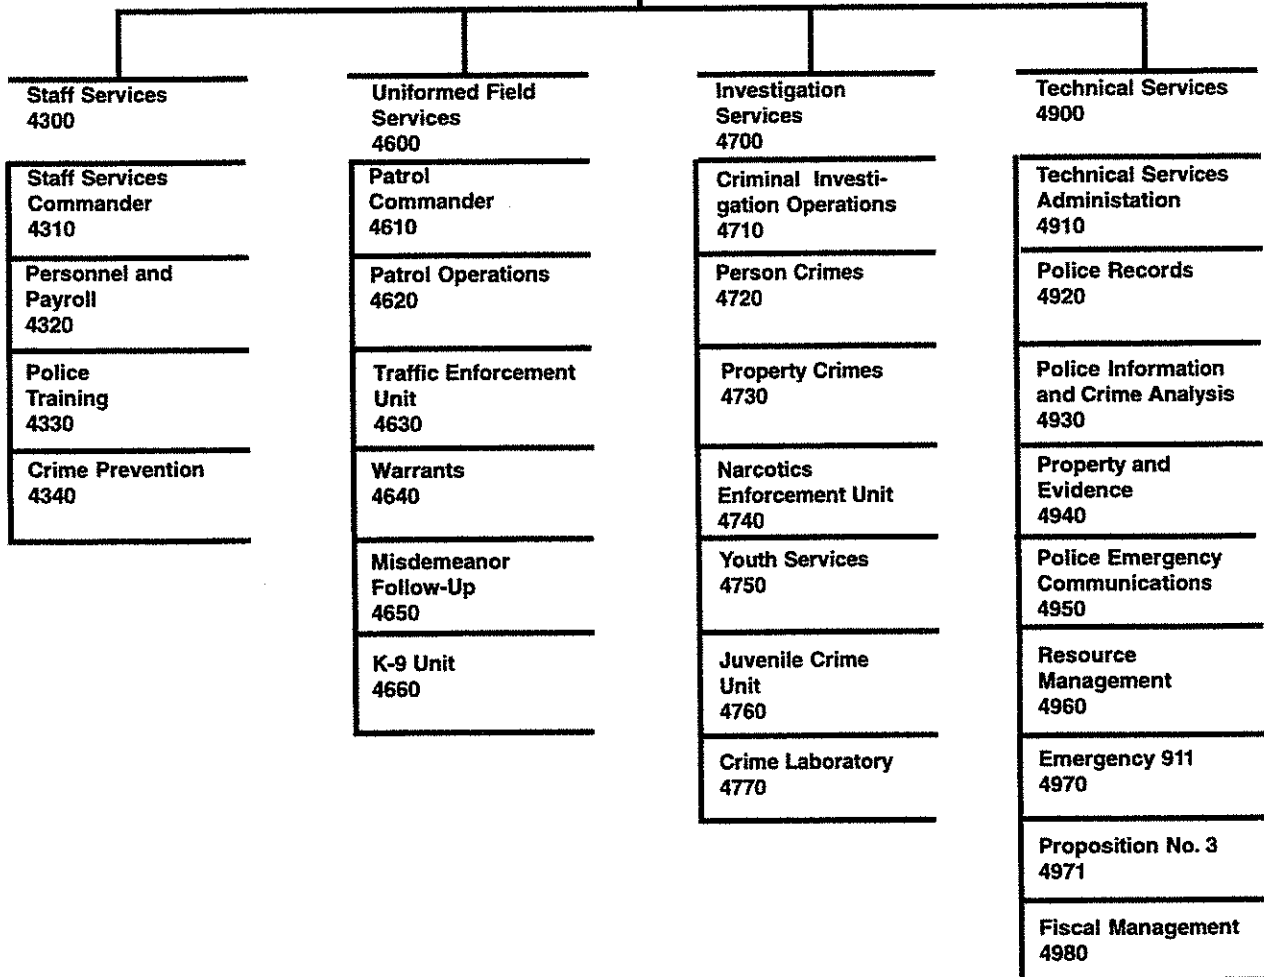 Staff Services
4300
Staff Services
Commander
4310
Personnel and
Payroll
4320
Police
Training
4330
Crime Prevention
4340
Uniformed Field
Services
4600
Patrol
Commander
4610
Patrol Operations
4620
Traffic Enforcement
Unit
4630
Warrants
4640
Misdemeanor
Follow-Up
4650
K-9 Unit
4660
Investigation
Services
4700
Criminal Investi-
gation Operations
4710
Person Crimes
4720
Property Crimes
4730
Narcotics
Enforcement Unit
4740
Youth Services
4750
Juvenile Crime
Unit
4760
Crime Laboratory
4770
Technical Services
4900
Technical Services
Administation
4910
Police Records
4920
Police Information
and Crime Analysis
4930
Property and
Evidence
4940
Police Emergency
Communications
4950
Resource
Management
4960
Emergency 911
4970
Proposition No. 3
4971
Fiscal Management
4980